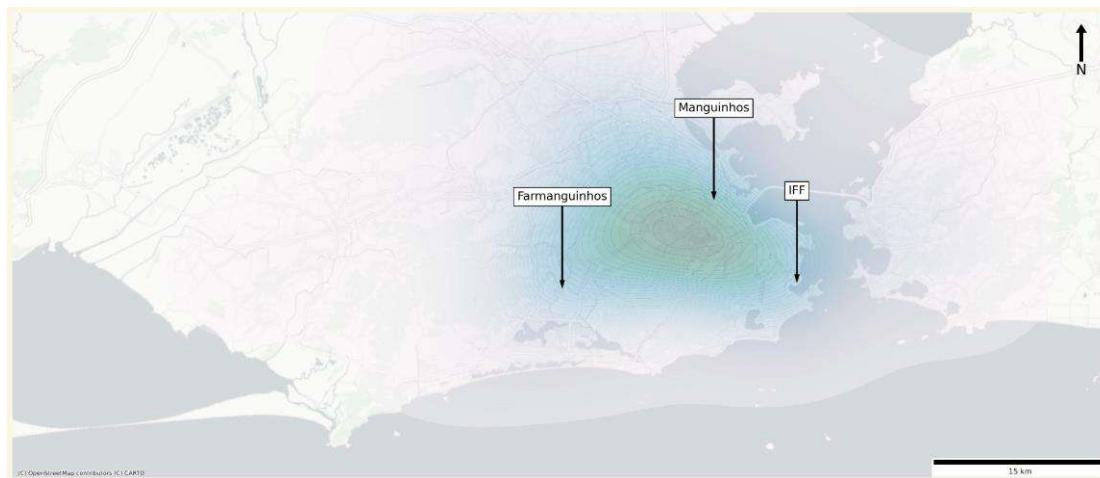 N
Manguinhos
IFF
Farmanguinhos
(C) OpenStreetMap contributors (C) CARTO
15 km